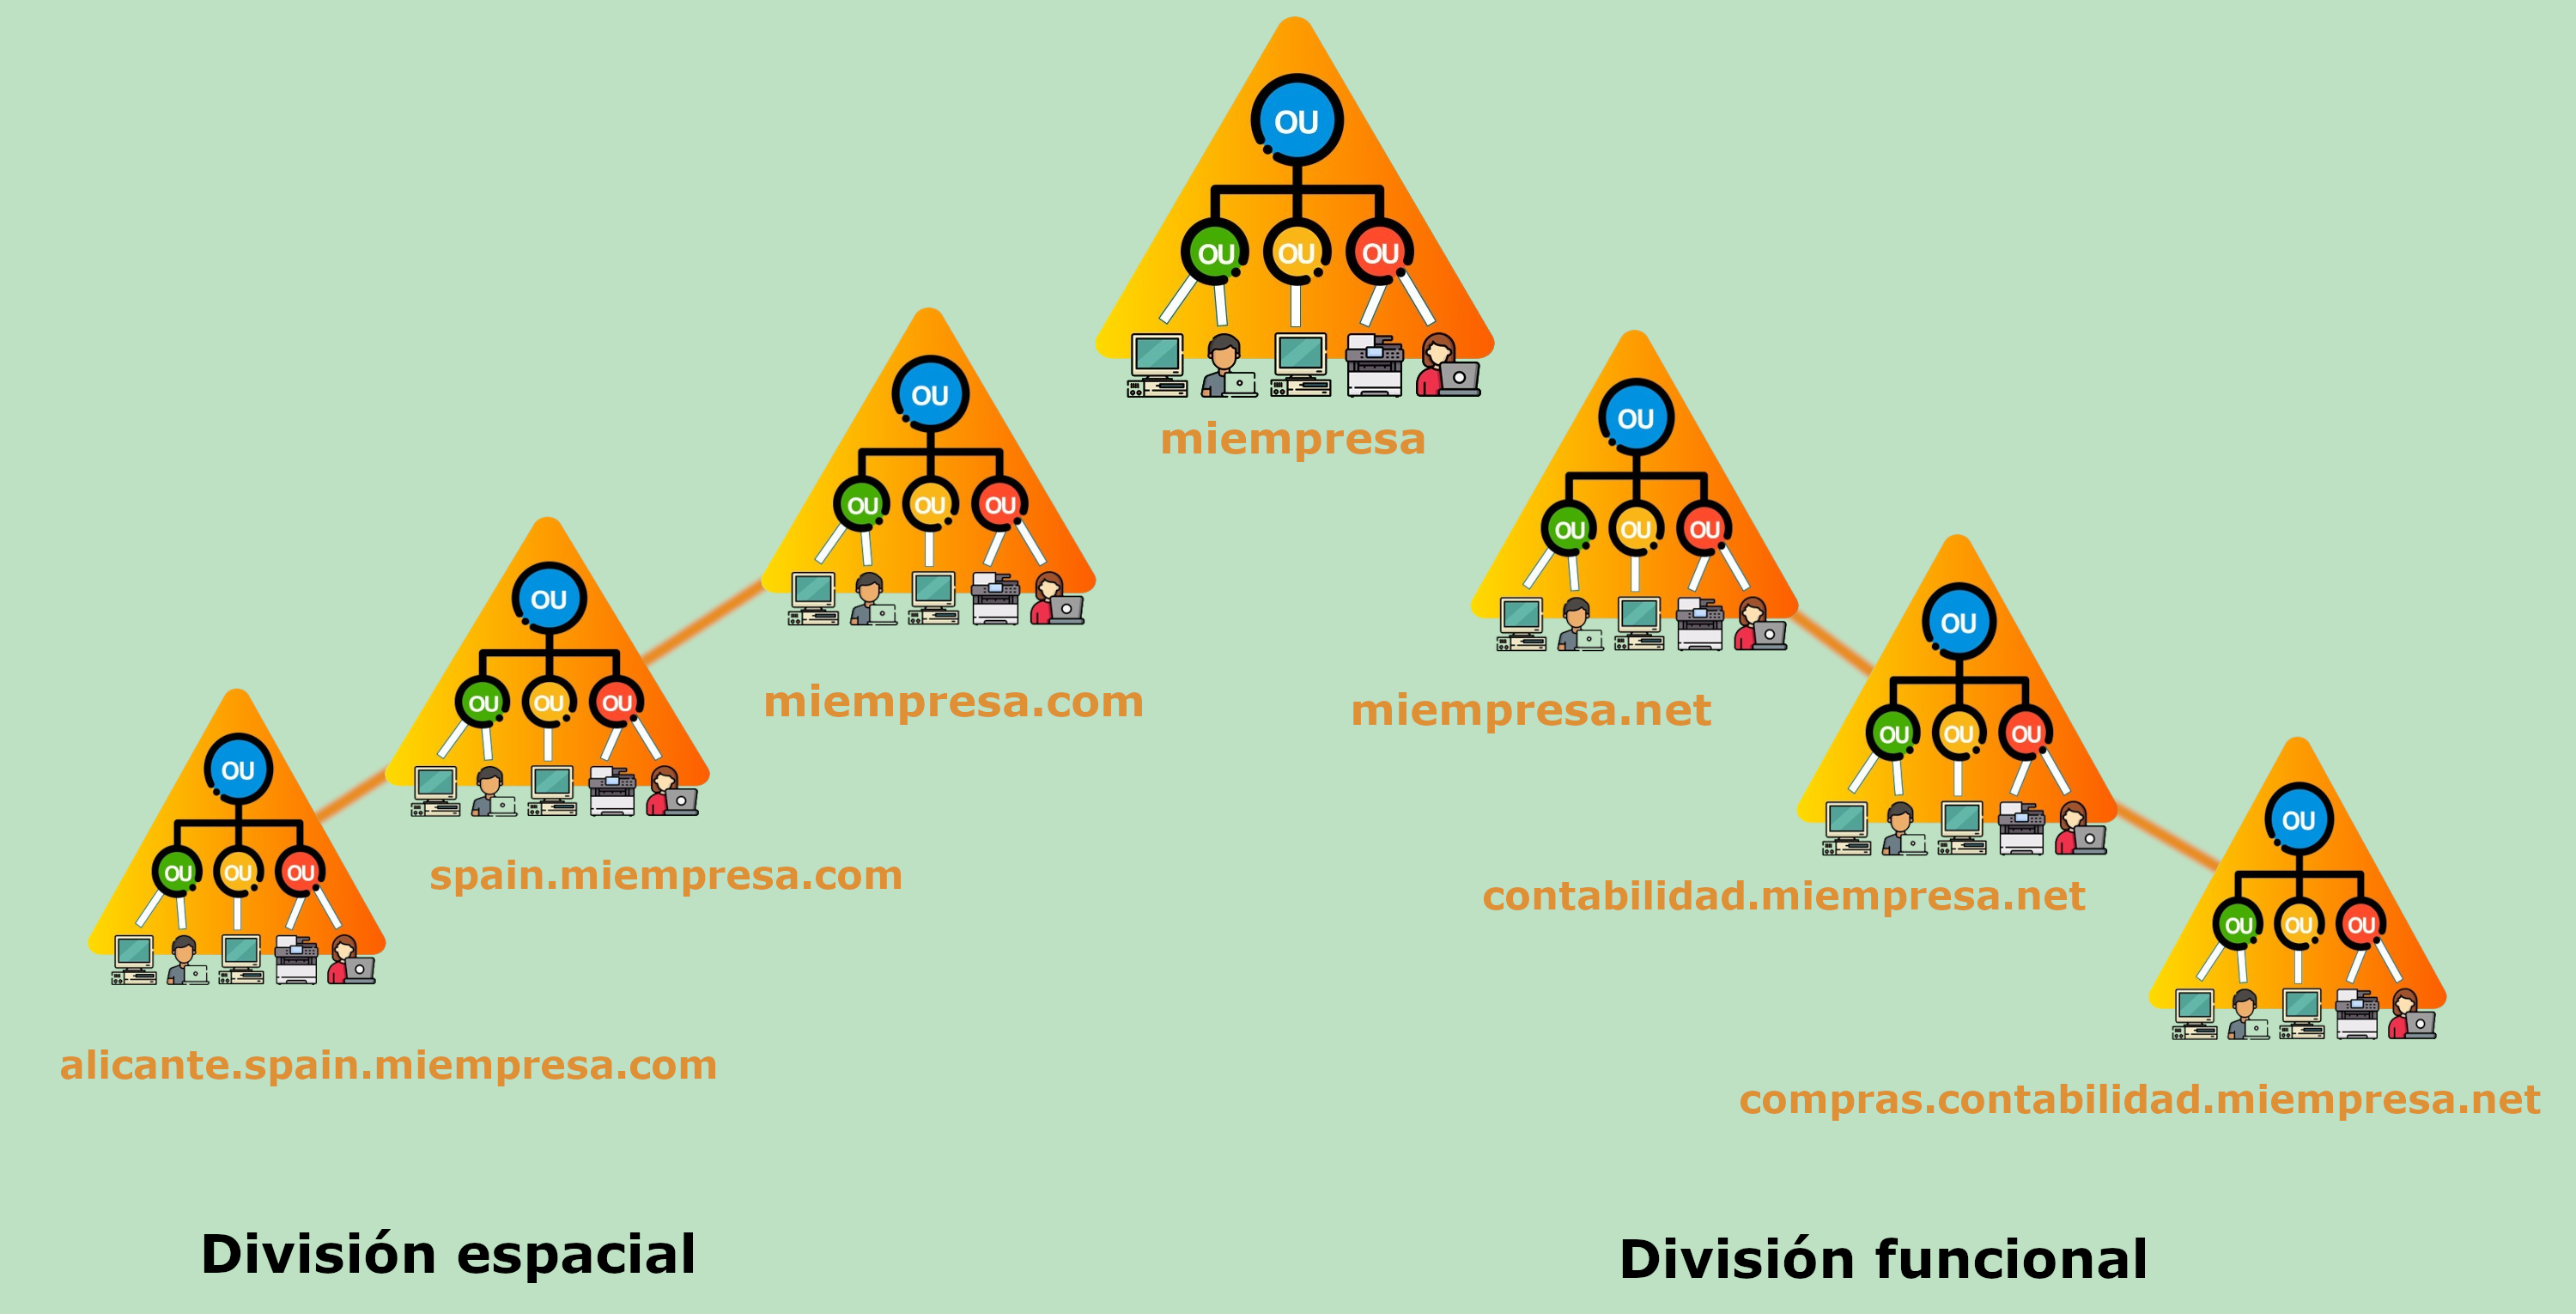 OU
OU OU OU
miempresa
OU
OU OU OU
miempresa.com
OU
OU OU OU
miempresa.net
OU
OU OU OU
spain.miempresa.com
OU
OU OU OU
contabilidad.miempresa.net
OU
OU OU OU
alicante.spain.miempresa.com
OU
OU OU OU
compras.contabilidad.miempresa.net
División espacial
División funcional